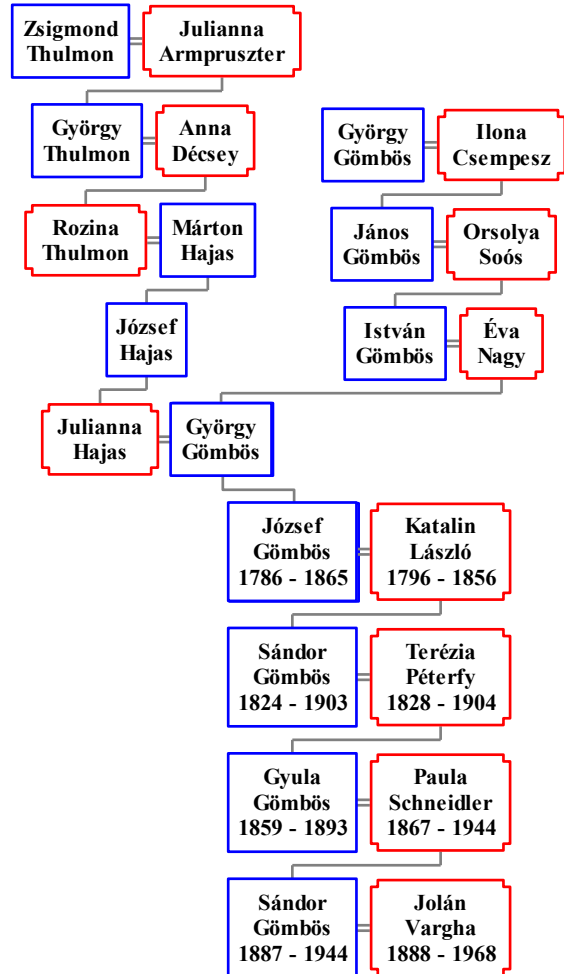 Zsigmond
Thulmon
Julianna
Armpruszter
György
Thulmon
Anna
Décsey
György
Gömbös
Ilona
Csempesz
Rozina
Thulmon
Márton
Hajas
János
Gömbös
Orsolya
Soós
József
Hajas
István
Gömbös
Éva
Nagy
Julianna
Hajas
György
Gömbös
József
Gömbös
1786 - 1865
Katalin
László
1796 - 1856
Sándor
Gömbös
1824 - 1903
Terézia
Péterfy
1828 - 1904
Gyula
Gömbös
1859 - 1893
Paula
Schneidler
1867 - 1944
Sándor
Gömbös
1887 - 1944
Jolán
Vargha
1888 - 1968